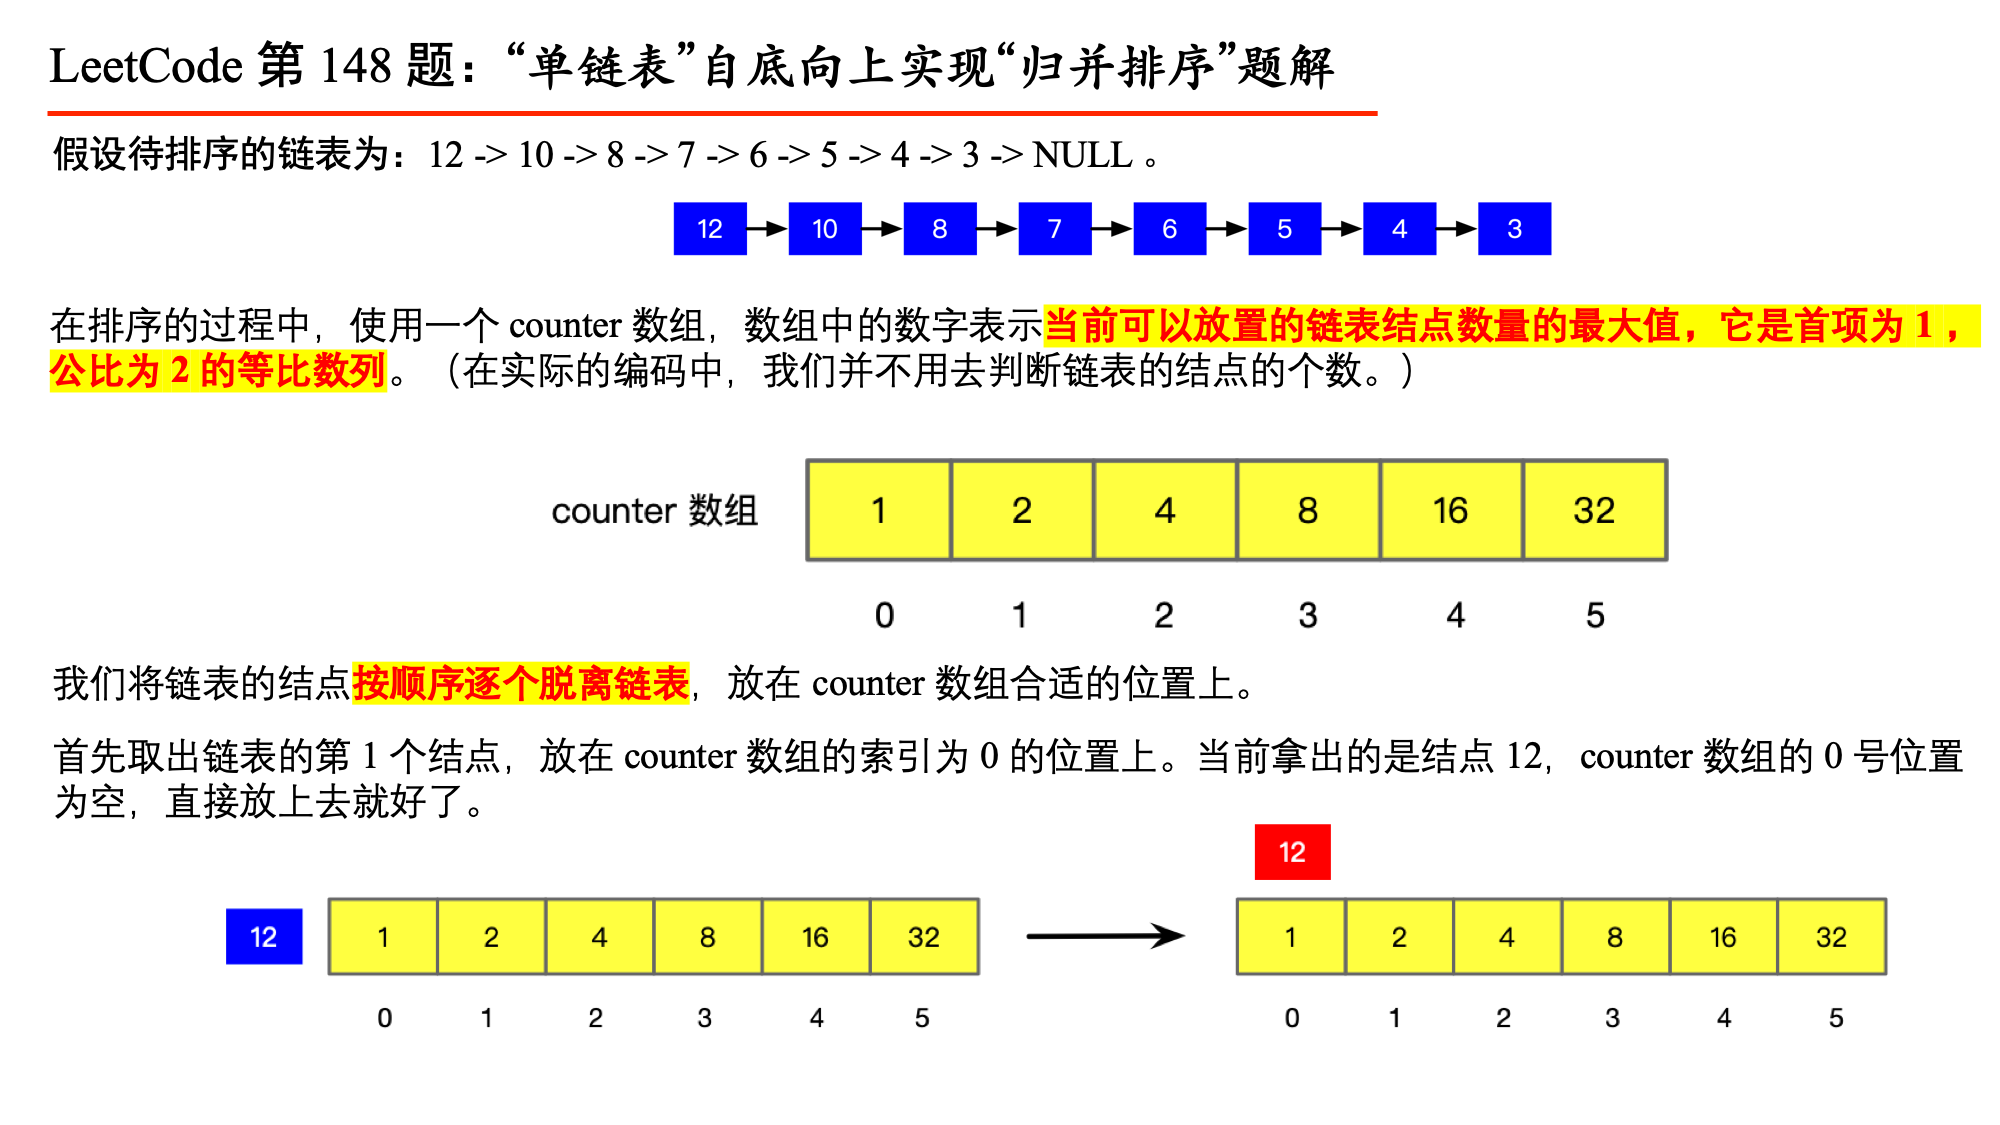 LeetCode 第 148 题：“单链表”自底向上实现“归并排序”题解
假设待排序的链表为：12 -> 10 -> 8 -> 7 -> 6 -> 5 -> 4 -> 3 -> NULL 。
12 10 8 7 6 5 4 3
在排序的过程中，使用一个 counter 数组，数组中的数字表示当前可以放置的链表结点数量的最大值，它是首项为 1 ，
公比为 2 的等比数列。（在实际的编码中，我们并不用去判断链表的结点的个数。）
counter 数组 1 2 4 8 16 32
0 1 2 3 4 5
我们将链表的结点按顺序逐个脱离链表，放在 counter 数组合适的位置上。
首先取出链表的第 1 个结点，放在 counter 数组的索引为 0 的位置上。当前拿出的是结点 12，counter 数组的 0 号位置
为空，直接放上去就好了。
12
12 1 2 4 8 16 32 1 2 4 8 16 32
0 1 2 3 4 5 0 1 2 3 4 5